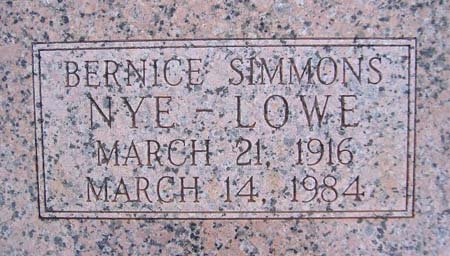 BERNICE SIMMONS
NYE - LOWE
MARCH 21, 1916
MARCH 14, 1984